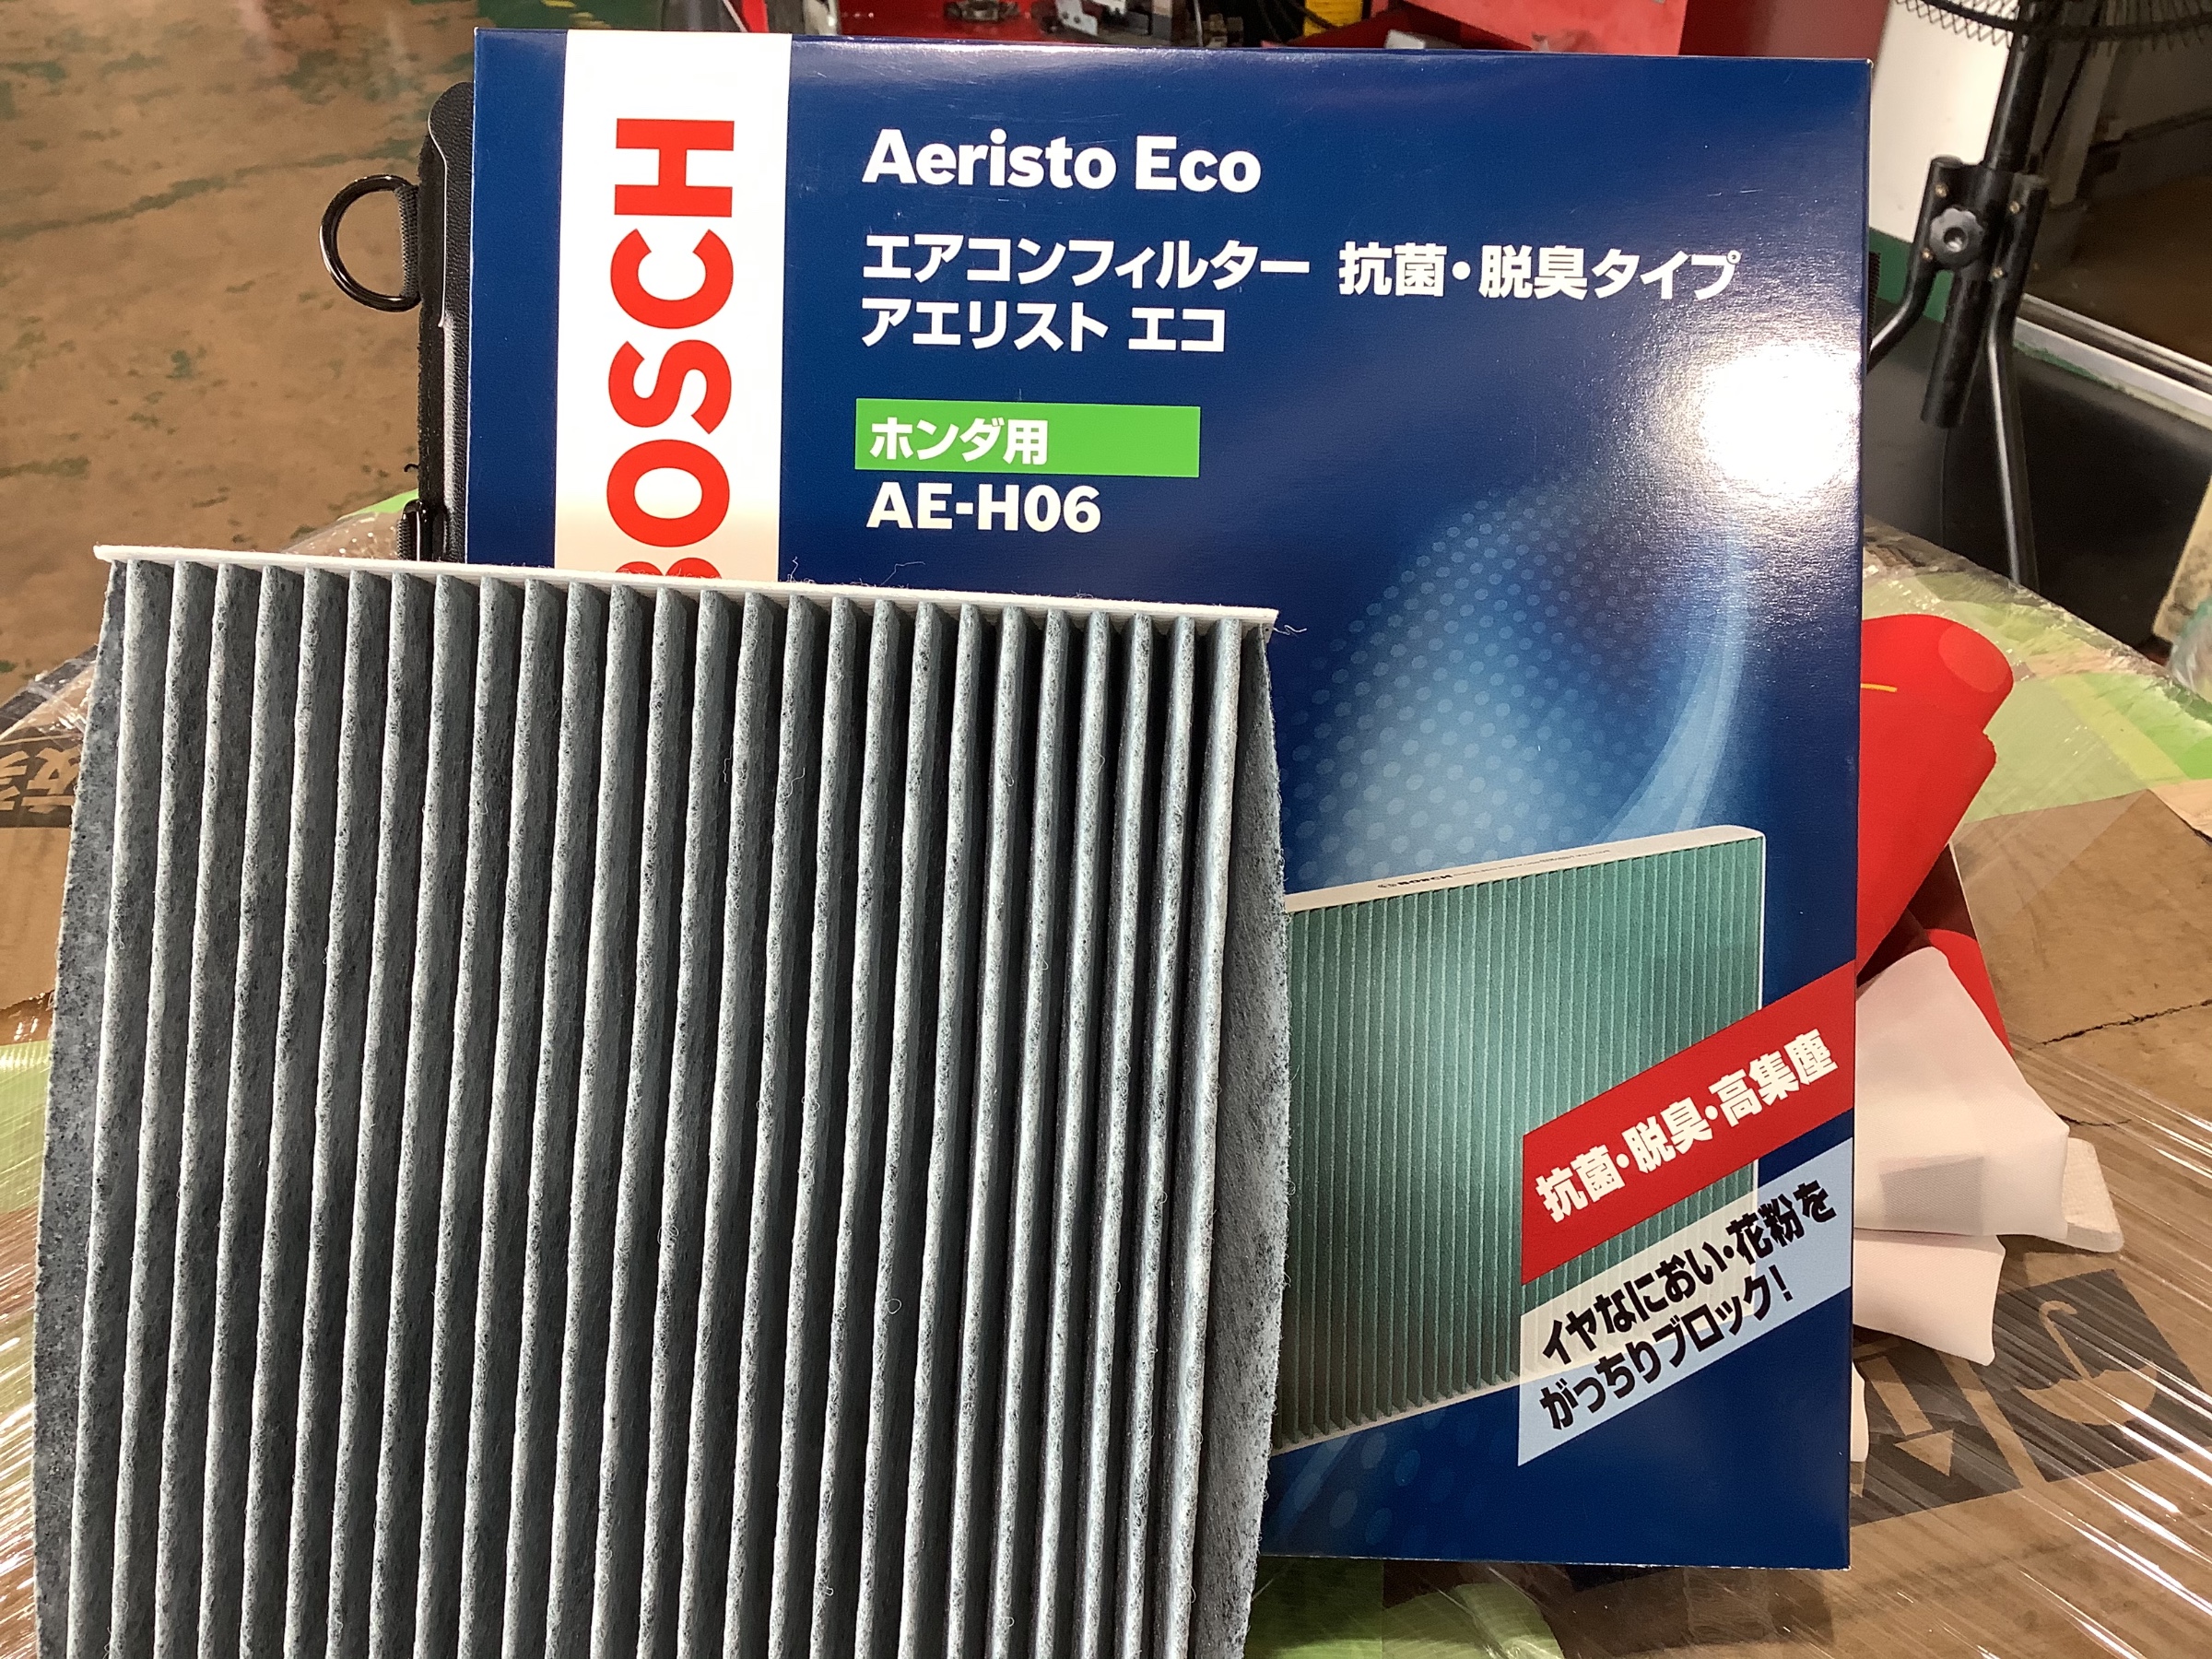 BOSCH
Aeristo Eco
エアコンフィルター 抗菌・脱臭タイプ
アエリスト エコ
ホンダ用
AE-H06
BOSCH
抗菌・脱臭・高集塵
イヤなにおい・花粉を
がっちりブロック!